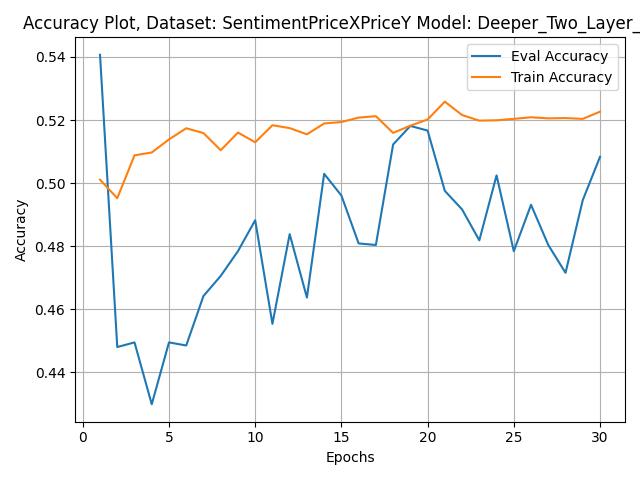 Accuracy Plot, Dataset: SentimentPriceXPriceY Model: Deeper_Two_Layer_
Eval Accuracy
Train Accuracy
0.54
0.52
0.50
0.48
0.46
0.44
Accuracy
0 5 10 15 20 25 30
Epochs